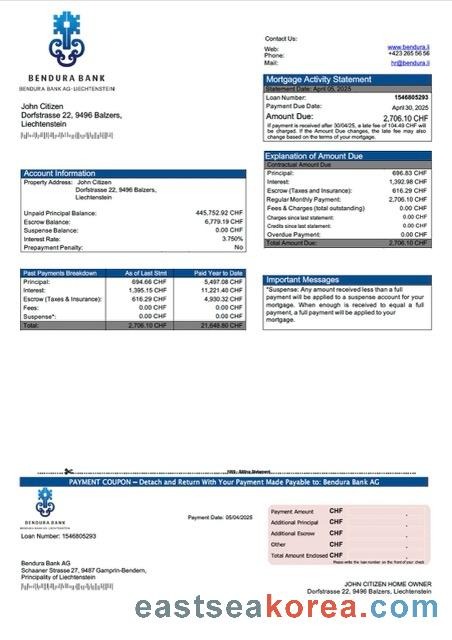 BENDURA BANK
BENDURA BANK AG·LIECHTENSTEIN
John Citizen
Dorfstrasse 22, 9496 Balzers,
Liechtenstein
Contact Us:
Web: www.bendura.li
Phone: +423 265 56 56
Mail: hr@bendura.li
Mortgage Activity Statement
Statement Date: April 05, 2025
Loan Number: 1546805293
Payment Due Date: April 30, 2025
Amount Due: 2,706.10 CHF
If payment is received after 30/04/25, a late fee of 104.49 CHF will
be charged. If the Amount Due changes, the late fee may also
change based on the terms of your mortgage.
Explanation of Amount Due
Contractual Amount Due
Principal: 696.83 CHF
Interest: 1,392.98 CHF
Escrow (Taxes and Insurance): 616.29 CHF
Regular Monthly Payment: 2,706.10 CHF
Fees & Charges (total outstanding) 0.00 CHF
Charges since last statement: 0.00 CHF
Credits since last statement: 0.00 CHF
Overdue Payment: 0.00 CHF
Total Amount Due: 2,706.10 CHF
Account Information
Property Address: John Citizen
Dorfstrasse 22, 9496 Balzers,
Liechtenstein
Unpaid Principal Balance: 445,752.92 CHF
Escrow Balance: 6,779.19 CHF
Suspense Balance: 0.00 CHF
Interest Rate: 3.750%
Prepayment Penalty: No
Past Payments Breakdown As of Last Stmt Paid Year to Date
Principal: 694.66 CHF 5,497.08 CHF
Interest: 1,395.15 CHF 11,221.40 CHF
Escrow (Taxes & Insurance): 616.29 CHF 4,930.32 CHF
Fees: 0.00 CHF 0.00 CHF
Suspense*: 0.00 CHF 0.00 CHF
Total: 2,706.10 CHF 21,648.80 CHF
Important Messages
*Suspense: Any amount received less than a full
payment will be applied to a suspense account for your
mortgage. When enough is received to equal a full
payment, a full payment will be applied to your
mortgage.
PAYMENT COUPON – Detach and Return With Your Payment Made Payable to: Bendura Bank AG
BENDURA BANK
BENDURA BANK AG·LIECHTENSTEIN
Loan Number: 1546805293
Payment Date: 05/04/2025
Payment Amount CHF .
Additional Principal CHF .
Additional Escrow CHF .
Other CHF .
Total Amount Enclosed CHF .
Please write the loan number on the front of your check
Bendura Bank AG
Schaaner Strasse 27, 9487 Gamprin-Bendern,
Principality of Liechtenstein
JOHN CITIZEN HOME OWNER
Dorfstrasse 22, 9496 Balzers, Liechtenstein
eastseakorea.com